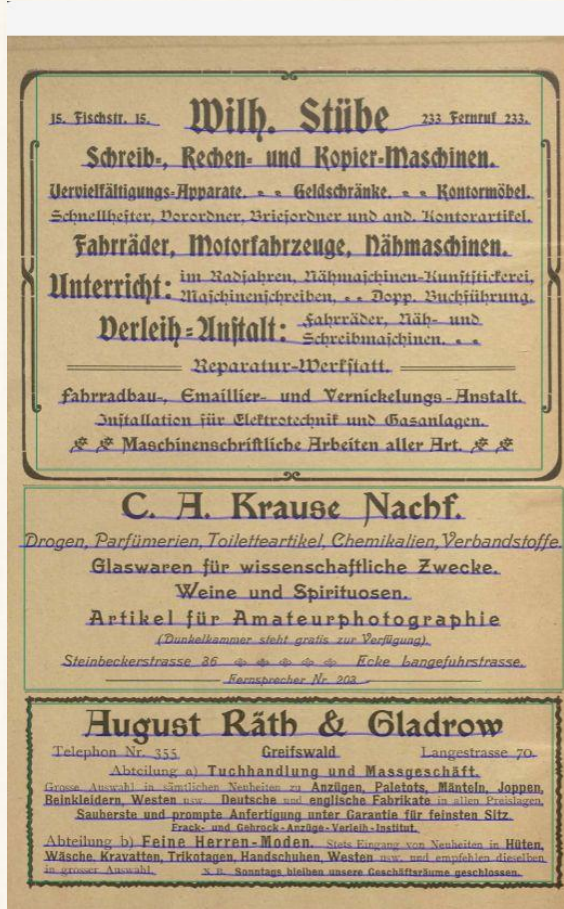 15. Fischstr. 15. Wilh. Stübe 233 Fernruf 233.
Schreib-, Rechen- und Kopier-Maschinen.
Vervielfältigungs-Apparate. Geldschränke. Kontormöbel.
Schnellhefter, Vorordner, Briefordner und and. Kontorartikel.
Fahrräder, Motorfahrzeuge, Nähmaschinen.
Unterricht: im Radfahren, Nähmaschinen-Kunststickerei,
Maschinenschreiben, Dopp. Buchführung.
Verleih-Anstalt: Fahrräder, Näh- und
Schreibmaschinen.
Reparatur-Werkstatt.
Fahrradbau-, Emaillier- und Vernickelungs-Anstalt.
Installation für Elektrotechnik und Gasanlagen.
Maschinenschriftliche Arbeiten aller Art.
C. A. Krause Nachf.
Drogen, Parfümerien, Toiletteartikel, Chemikalien, Verbandstoffe.
Glaswaren für wissenschaftliche Zwecke.
Weine und Spirituosen.
Artikel für Amateurphotographie
(Dunkelkammer steht gratis zur Verfügung).
Steinbeckerstrasse 36 Ecke Langefuhrstrasse.
Fernsprecher Nr. 203.
August Räth & Gladrow
Telephon Nr. 355 Greifswald Langestrasse 70.
Abteilung a) Tuchhandlung und Massgeschäft.
Grosse Auswahl in sämtlichen Neuheiten zu Anzügen, Paletots, Mänteln, Joppen,
Beinkleidern, Westen usw. Deutsche und englische Fabrikate in allen Preislagen.
Sauberste und prompte Anfertigung unter Garantie für feinsten Sitz
Frack- und Gehrock-Anzüge-Verleih-Institut.
Abteilung b) Feine Herren-Moden. Stets Eingang von Neuheiten in Hüten,
Wäsche, Kravatten, Trikotagen, Handschuhen, Westen usw. und empfehlen dieselben
in grosser Auswahl. N.B. Sonntags bleiben unsere Geschäftsräume geschlossen.